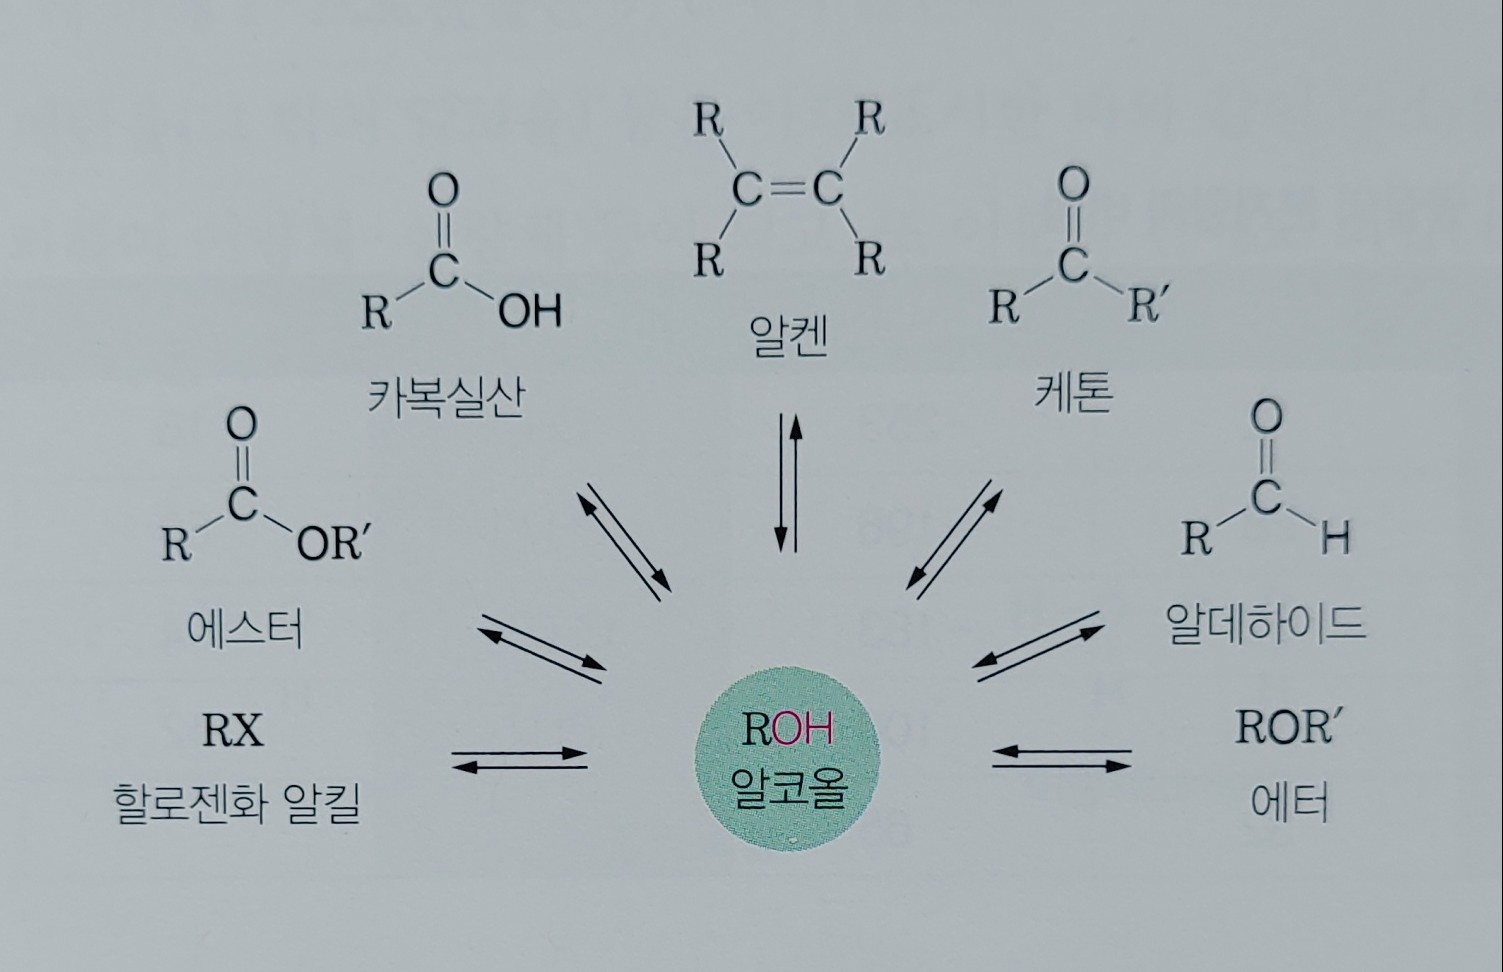 R R
C=C
R R
알켄
O
C
R OH
카복실산
O
C
R R′
케톤
O
C
R OR′
에스터
O
C
R H
알데하이드
RX
할로젠화 알킬
ROH
알코올
ROR′
에터